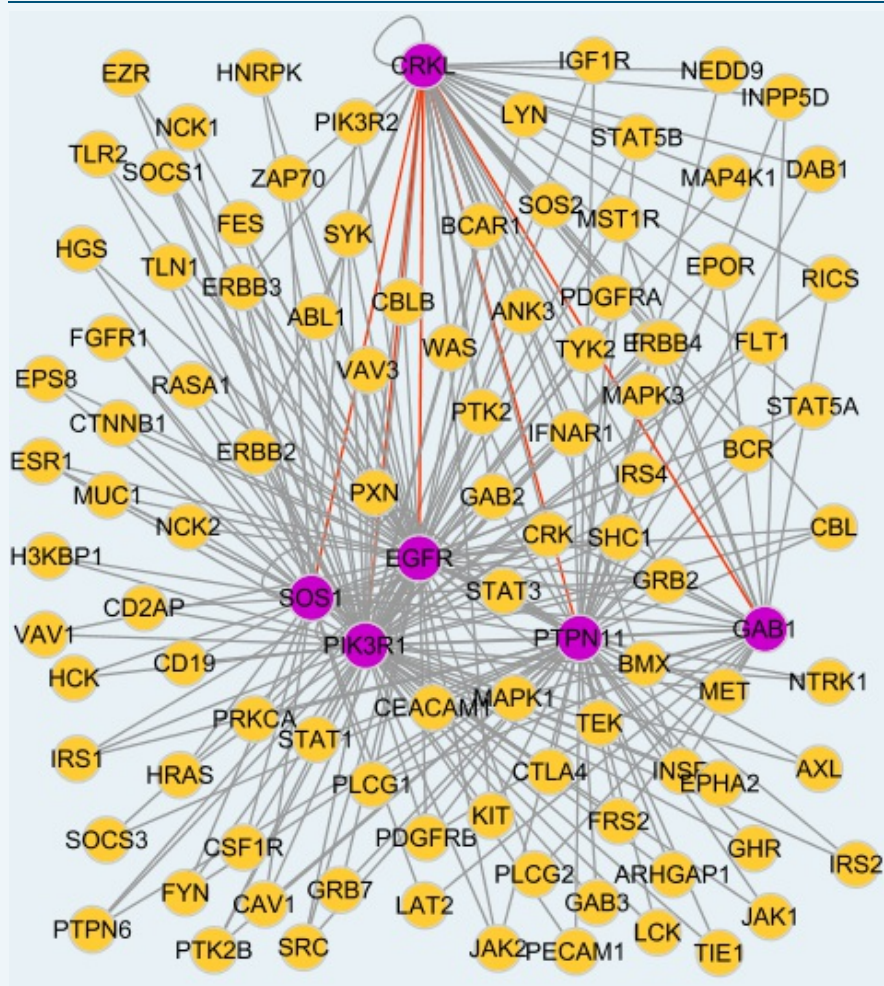 CRKL
IGF1R
EZR
HNRPK
NEDD9
INPP5D
NCK1
PIK3R2
LYN
STAT5B
TLR2
SOCS1
ZAP70
MAP4K1
DAB1
FES
SYK
BCAR1
SOS2
MST1R
HGS
TLN1
ERBB3
CBLB
ANK3
PDGFRA
EPOR
RICS
ABL1
FGFR1
WAS
TYK2
ERBB4
FLT1
EPS8
RASA1
VAV3
MAPK3
STAT5A
CTNNB1
PTK2
IFNAR1
ESR1
ERBB2
BCR
MUC1
PXN
GAB2
IRS4
NCK2
CRK
SHC1
CBL
H3KBP1
EGFR
GRB2
SOS1
STAT3
CD2AP
VAV1
PIK3R1
PTPN11
GAB1
HCK
CD19
BMX
MET
NTRK1
PRKCA
CEACAM1
MAPK1
STAT1
TEK
IRS1
HRAS
PLCG1
CTLA4
EPHA2
AXL
SOCS3
CSF1R
PDGFRB
KIT
FRS2
GHR
IRS2
FYN
GRB7
PLCG2
ARHGAP1
PTPN6
CAV1
LAT2
GAB3
JAK1
PTK2B
SRC
JAK2
PECAM1
LCK
TIE1